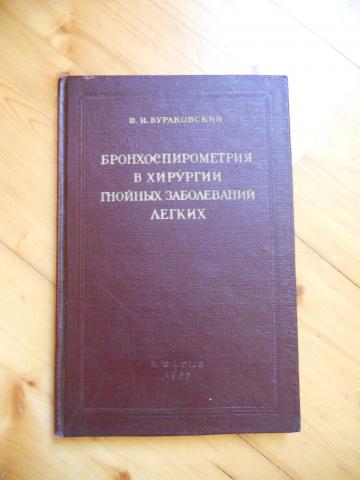 В. И. БУРАКОВСКИЙ
БРОНХОСПИРОМЕТРИЯ
В ХИРУРГИИ
ГНОЙНЫХ ЗАБОЛЕВАНИЙ
ЛЕГКИХ